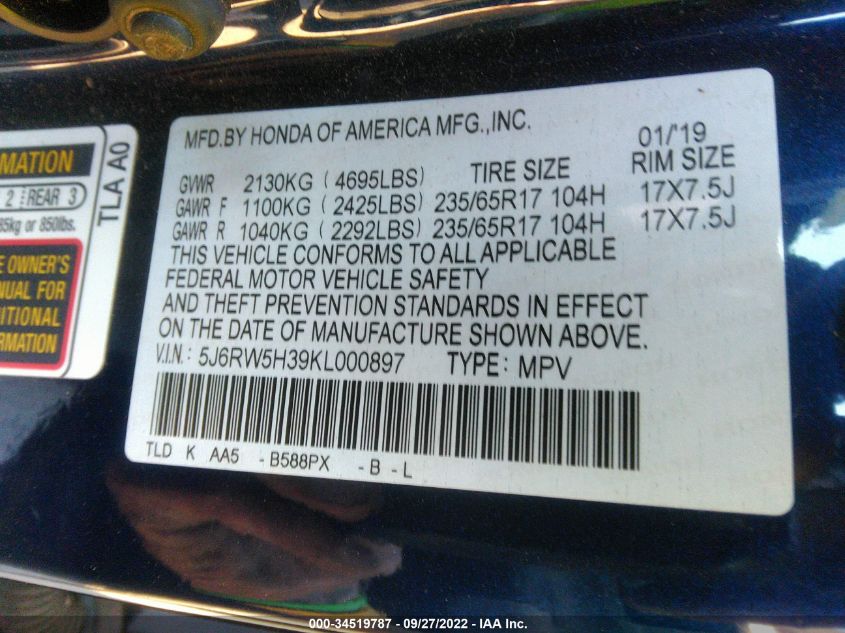 MFD.BY HONDA OF AMERICA MFG.,INC. 01/'19
GVWR 2130KG (4695LBS) TIRE SIZE RIM SIZE
GAWR F 1100KG (2425LBS) 235/65R17 104H 17X7.5J
GAWR R 1040KG (2292LBS) 235/65R17 104H 17X7.5J
THIS VEHICLE CONFORMS TO ALL APPLICABLE
FEDERAL MOTOR VEHICLE SAFETY
AND THEFT PREVENTION STANDARDS IN EFFECT
ON THE DATE OF MANUFACTURE SHOWN ABOVE.
V.I.N.: 5J6RW5H39KL000897 TYPE: MPV
TLD K AA5 -B588PX -B-L
RMATION
2 REAR 3
85kg or 850lbs.
E OWNER'S
NUAL FOR
ITIONAL
ORMATION
TLA A0
000-34519787 - 09/27/2022 - IAA Inc.